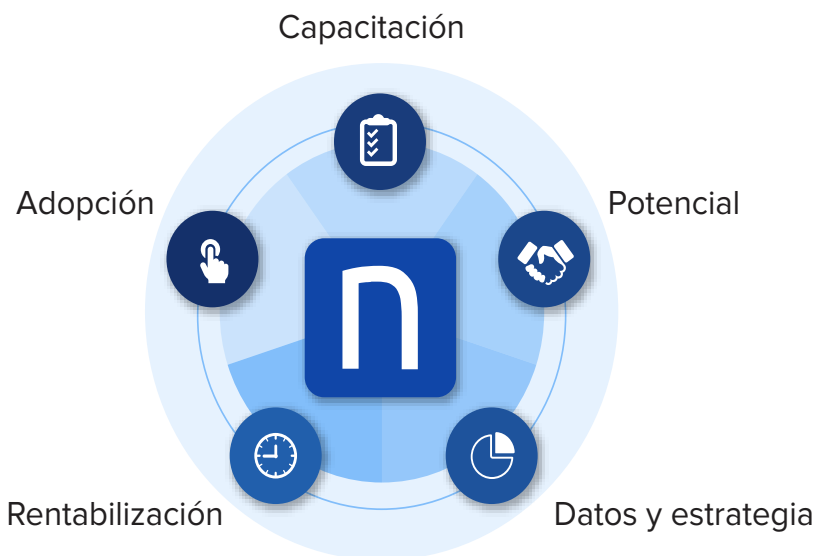 Capacitación
Adopción
Potencial
n
Rentabilización
Datos y estrategia